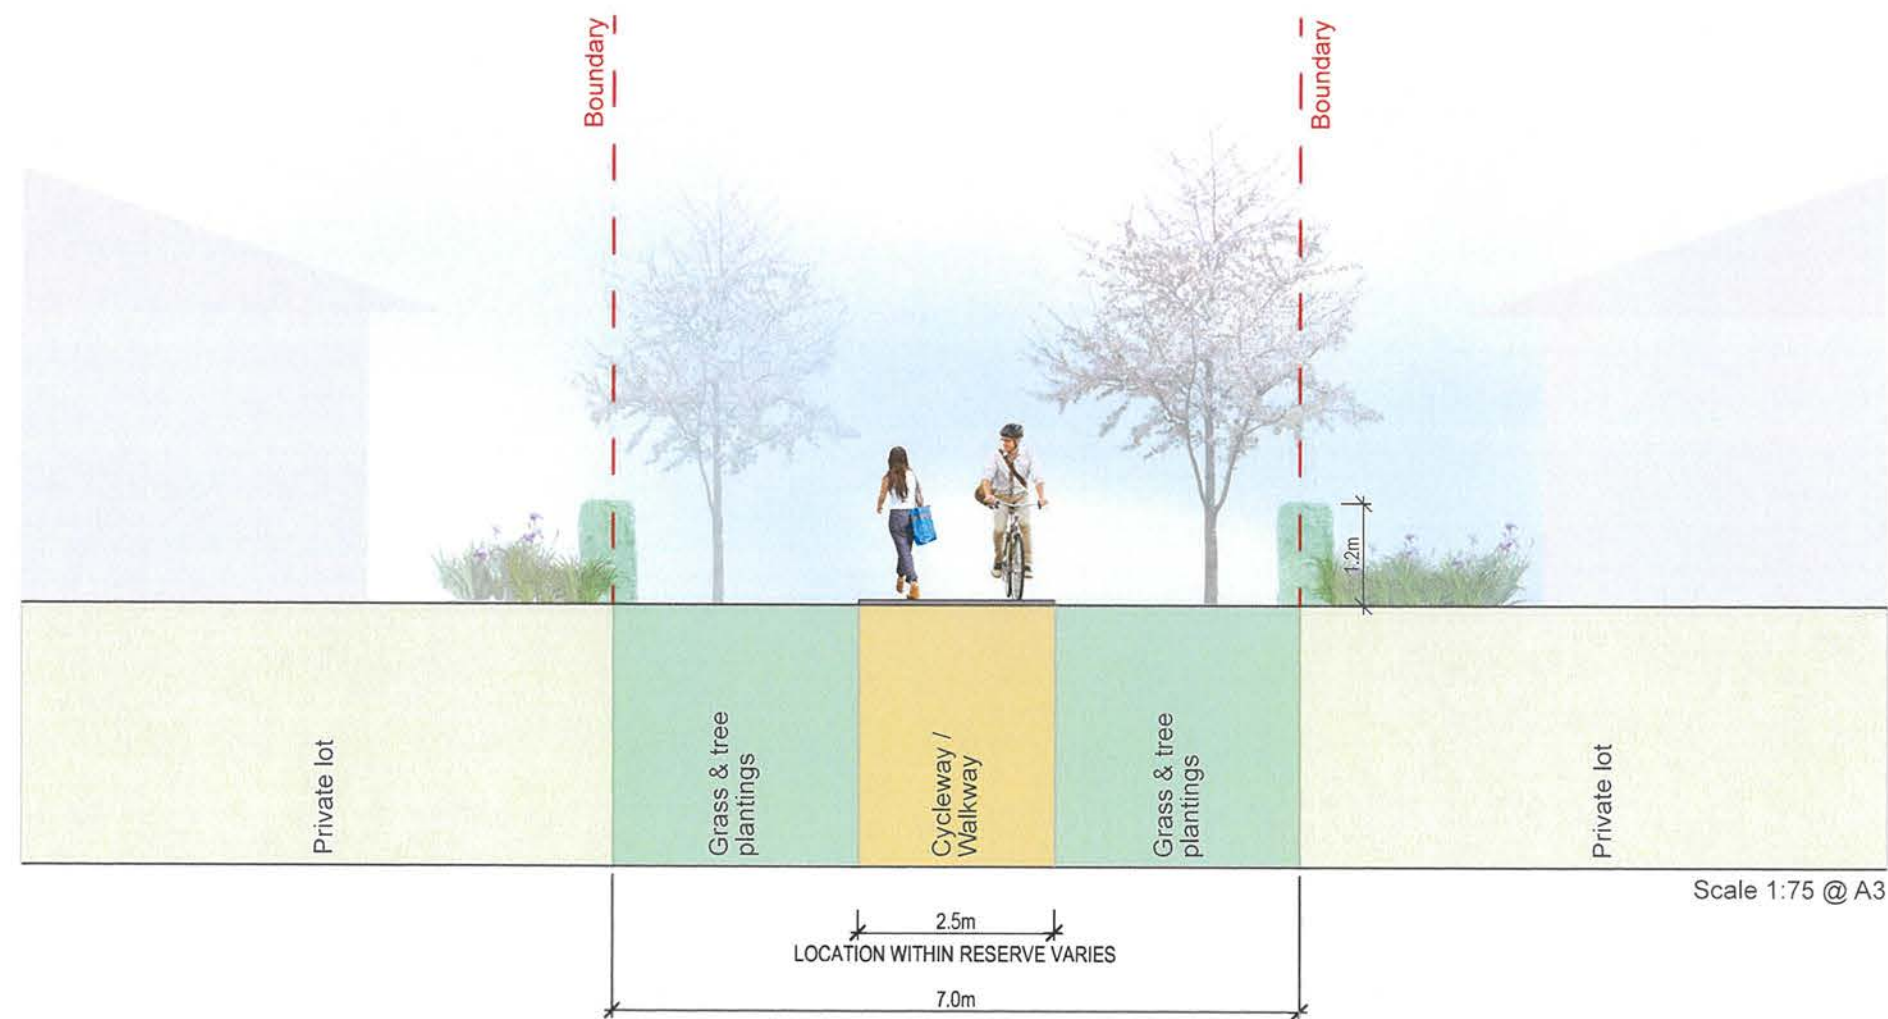 Boundary
Boundary
1.2m
Private lot
Grass & tree
plantings
Cycleway /
Walkway
Grass & tree
plantings
Private lot
Scale 1:75 @ A3
2.5m
LOCATION WITHIN RESERVE VARIES
7.0m